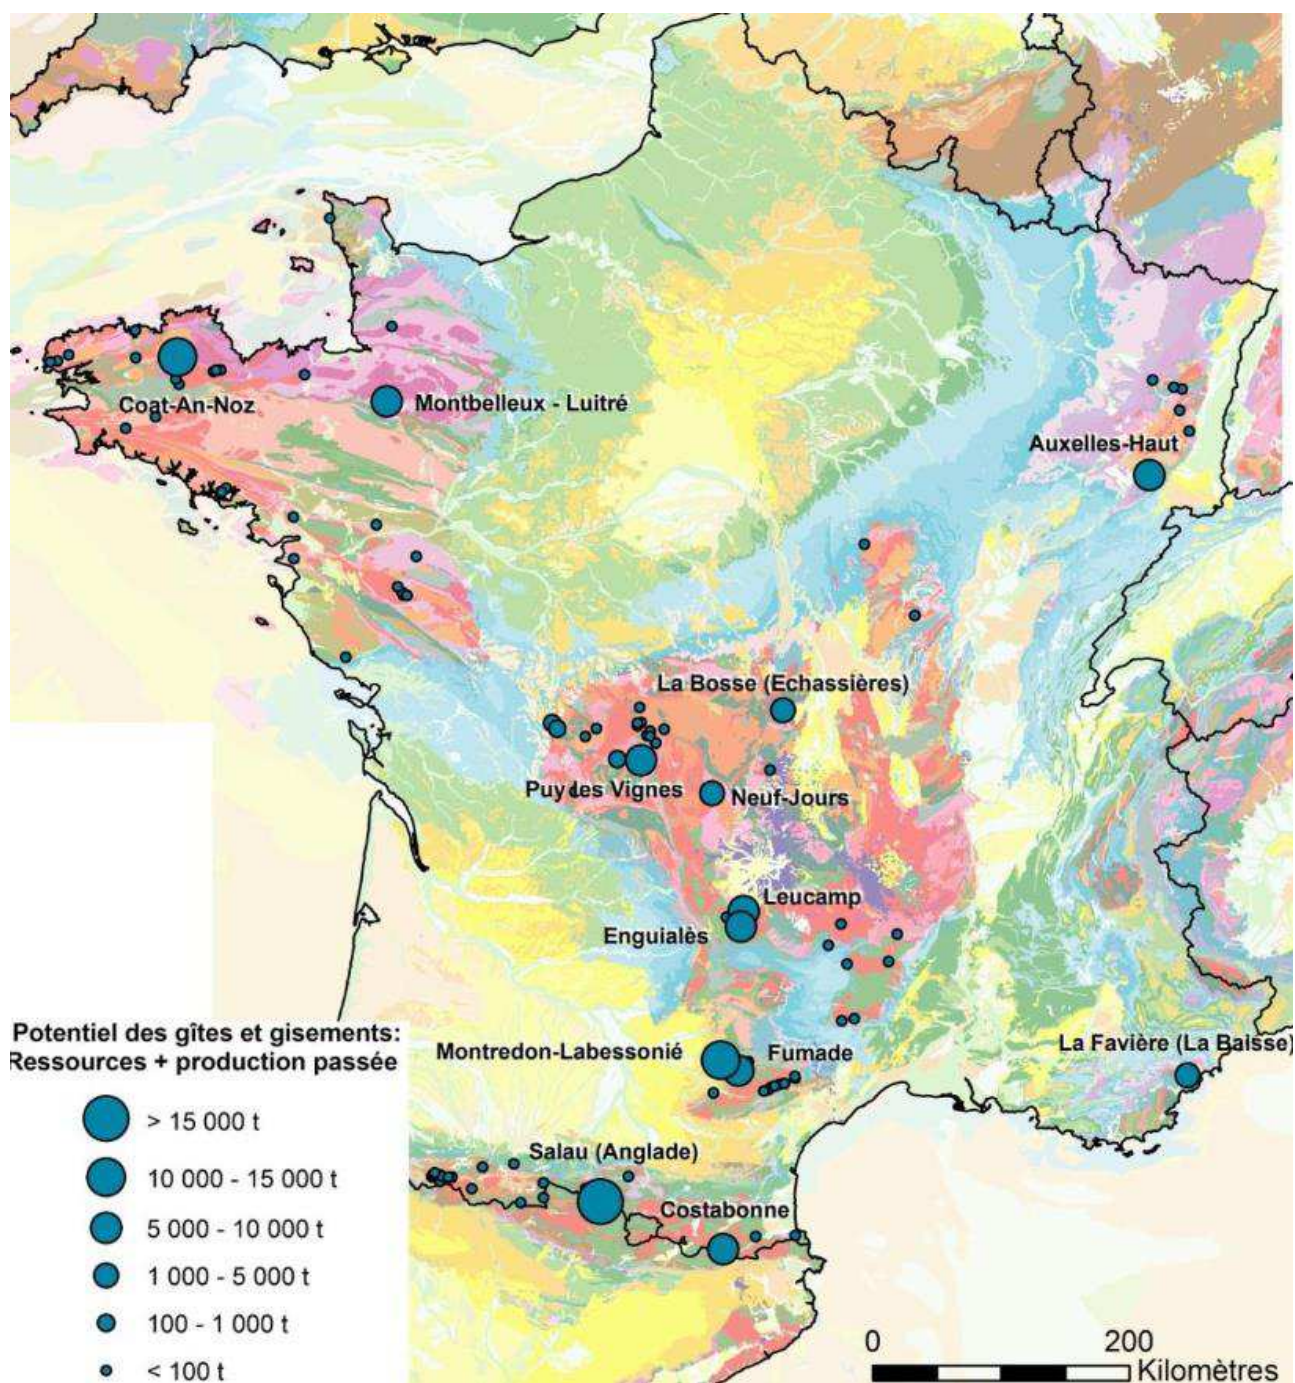 Coat-An-Noz
Montbelleux - Luitré
Auxelles-Haut
La Bosse (Echassières)
Puy des Vignes
Neuf-Jours
Leucamp
Enguialès
Montredon-Labessonié
Fumade
La Favière (La Baisse)
Salau (Anglade)
Costabonne
Potentiel des gîtes et gisements:
Ressources + production passée
> 15 000 t
10 000 - 15 000 t
5 000 - 10 000 t
1 000 - 5 000 t
100 - 1 000 t
< 100 t
0 200
Kilomètres